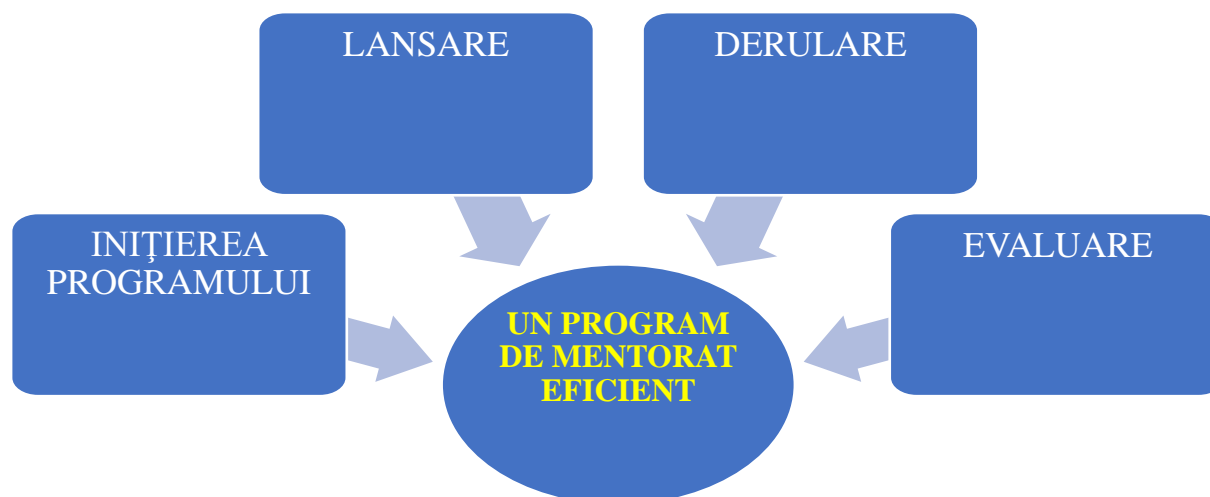 LANSARE
DERULARE
INIŢIEREA
PROGRAMULUI
EVALUARE
UN PROGRAM
DE MENTORAT
EFICIENT